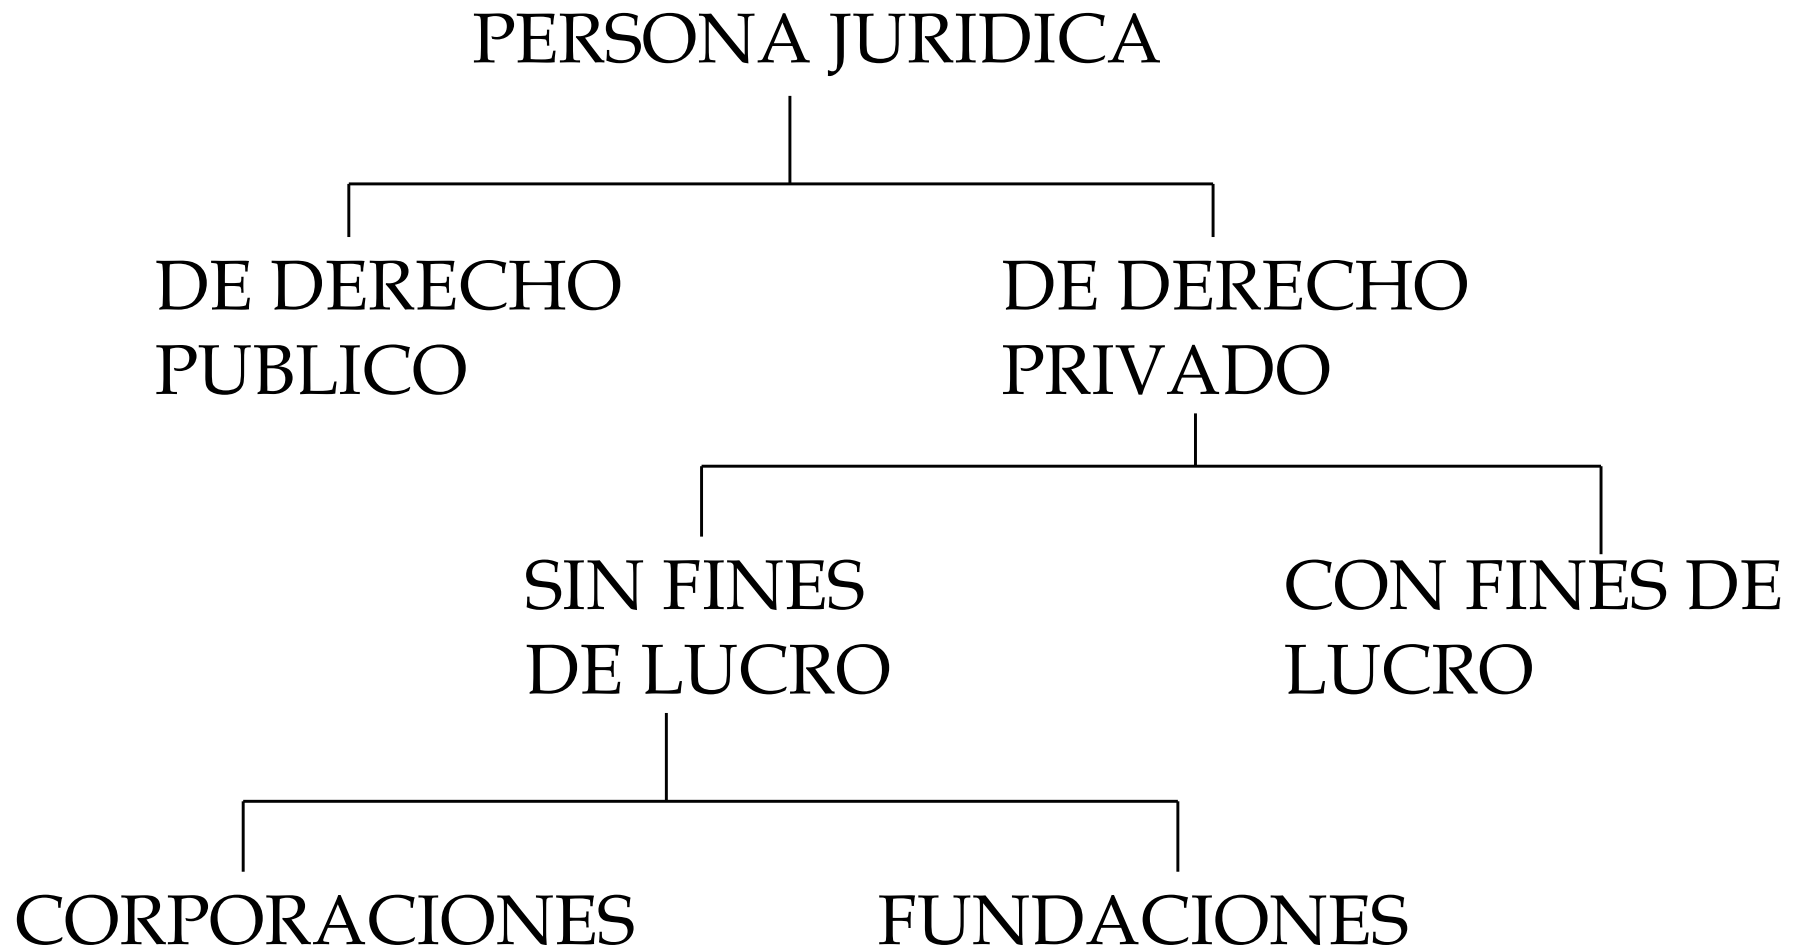 PERSONA JURIDICA
DE DERECHO
PUBLICO
DE DERECHO
PRIVADO
SIN FINES
DE LUCRO
CON FINES DE
LUCRO
CORPORACIONES
FUNDACIONES